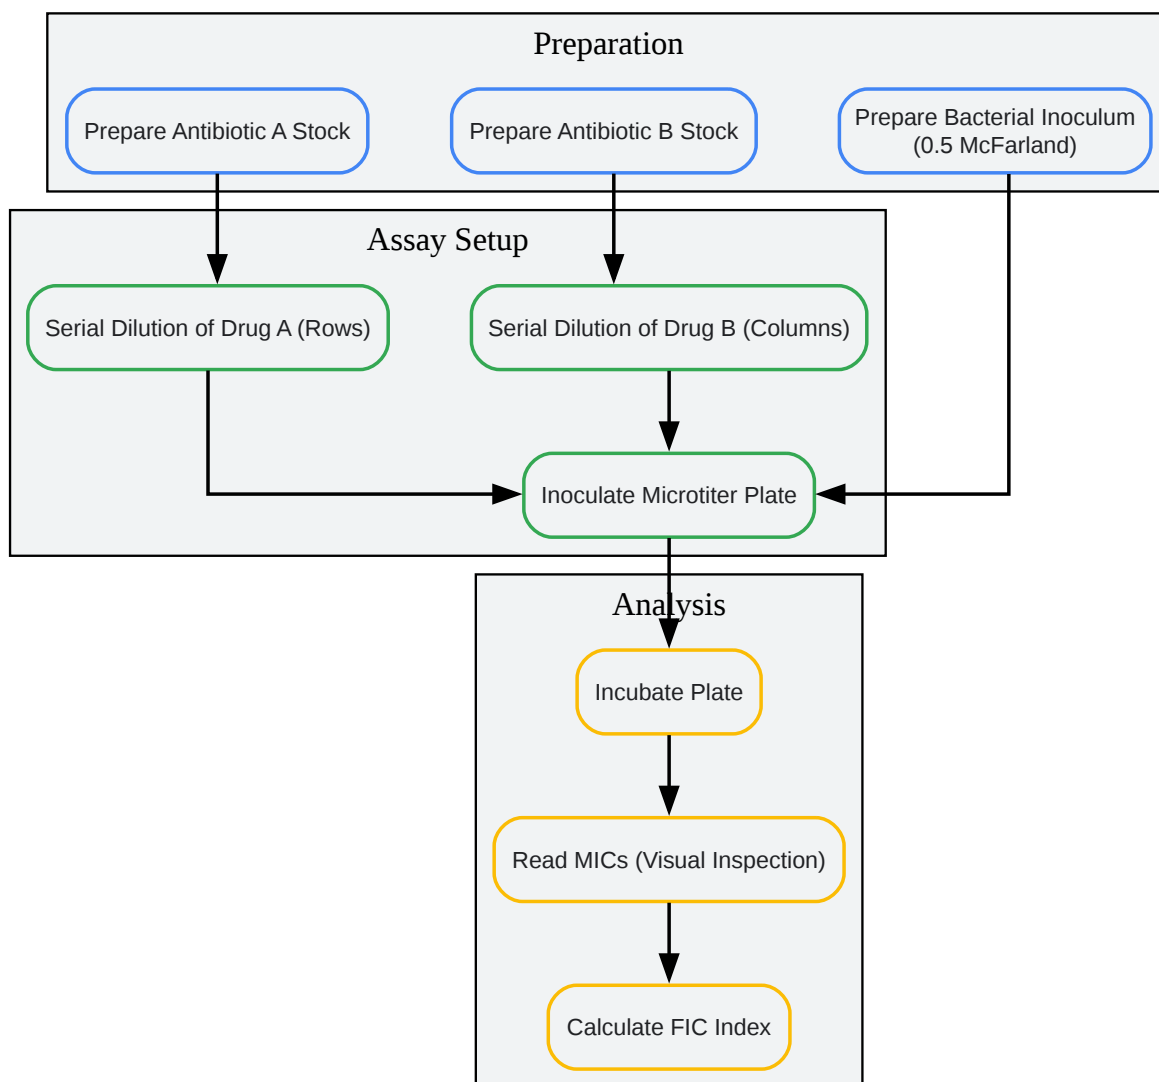 Preparation
Prepare Antibiotic A Stock
Prepare Antibiotic B Stock
Prepare Bacterial Inoculum
(0.5 McFarland)
Assay Setup
Serial Dilution of Drug A (Rows)
Serial Dilution of Drug B (Columns)
Inoculate Microtiter Plate
Analysis
Incubate Plate
Read MICs (Visual Inspection)
Calculate FIC Index